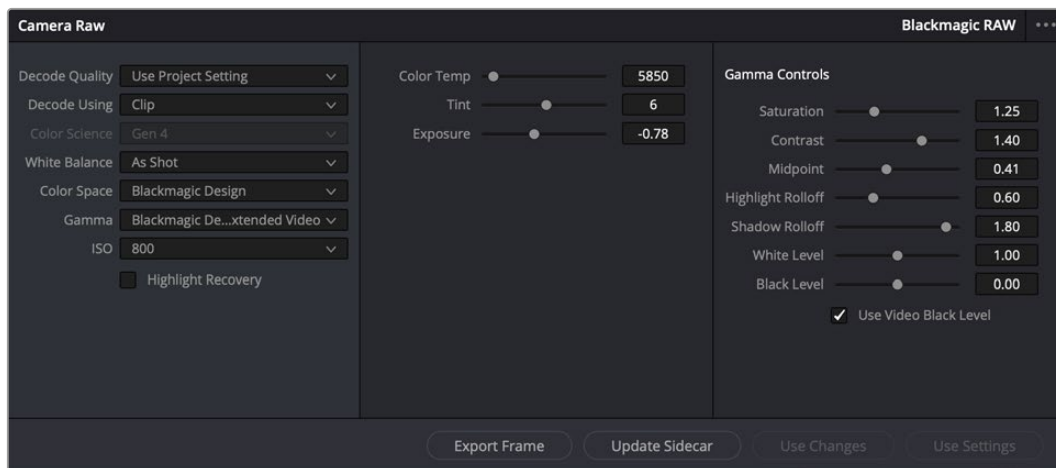 Camera Raw
Blackmagic RAW
Decode Quality Use Project Setting
Decode Using Clip
Color Science Gen 4
White Balance As Shot
Color Space Blackmagic Design
Gamma Blackmagic De...xtended Video
ISO 800
Highlight Recovery
Color Temp 5850
Tint 6
Exposure -0.78
Gamma Controls
Saturation 1.25
Contrast 1.40
Midpoint 0.41
Highlight Rolloff 0.60
Shadow Rolloff 1.80
White Level 1.00
Black Level 0.00
Use Video Black Level
Export Frame
Update Sidecar
Use Changes
Use Settings